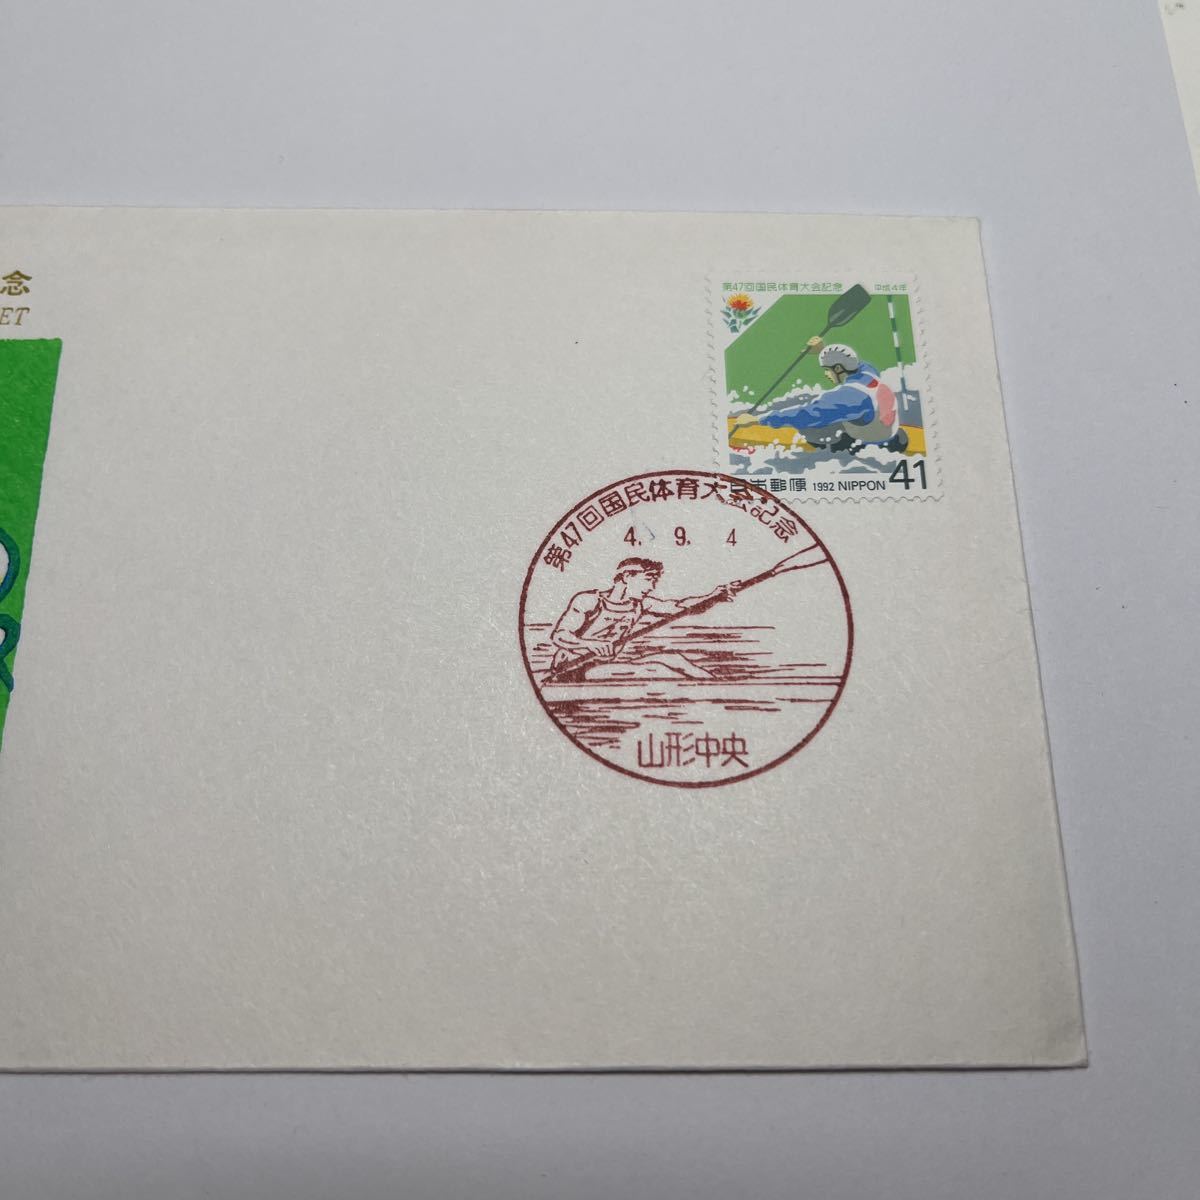 念
ET
第47回国民体育大会記念 平成4年
日本郵便 1992 NIPPON 41
第47回国民体育大会記念
4. 9. 4
山形中央